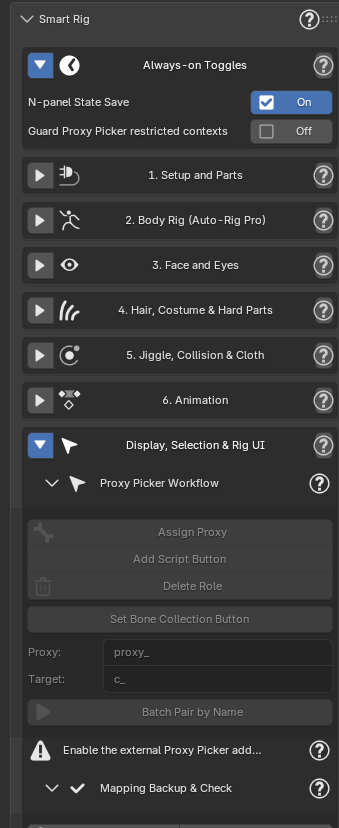 Smart Rig
Always-on Toggles
N-panel State Save
On
Guard Proxy Picker restricted contexts
Off
1. Setup and Parts
2. Body Rig (Auto-Rig Pro)
3. Face and Eyes
4. Hair, Costume & Hard Parts
5. Jiggle, Collision & Cloth
6. Animation
Display, Selection & Rig UI
Proxy Picker Workflow
Assign Proxy
Add Script Button
Delete Role
Set Bone Collection Button
Proxy:
proxy_
Target:
c_
Batch Pair by Name
Enable the external Proxy Picker add...
Mapping Backup & Check